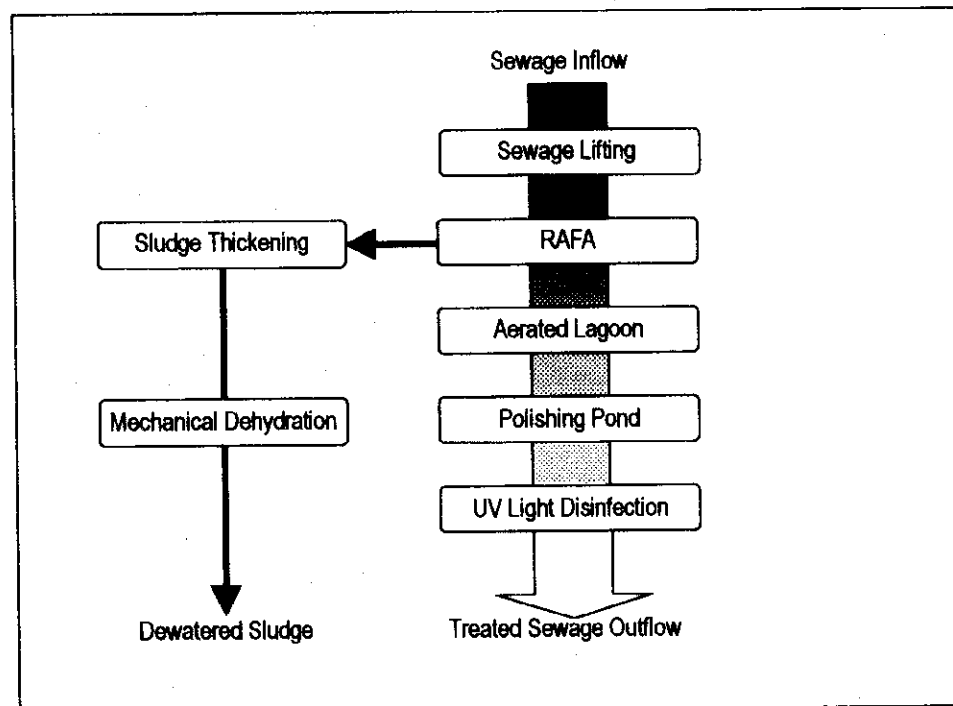 Sewage Inflow
Sewage Lifting
RAFA
Sludge Thickening
Aerated Lagoon
Polishing Pond
Mechanical Dehydration
UV Light Disinfection
Dewatered Sludge
Treated Sewage Outflow